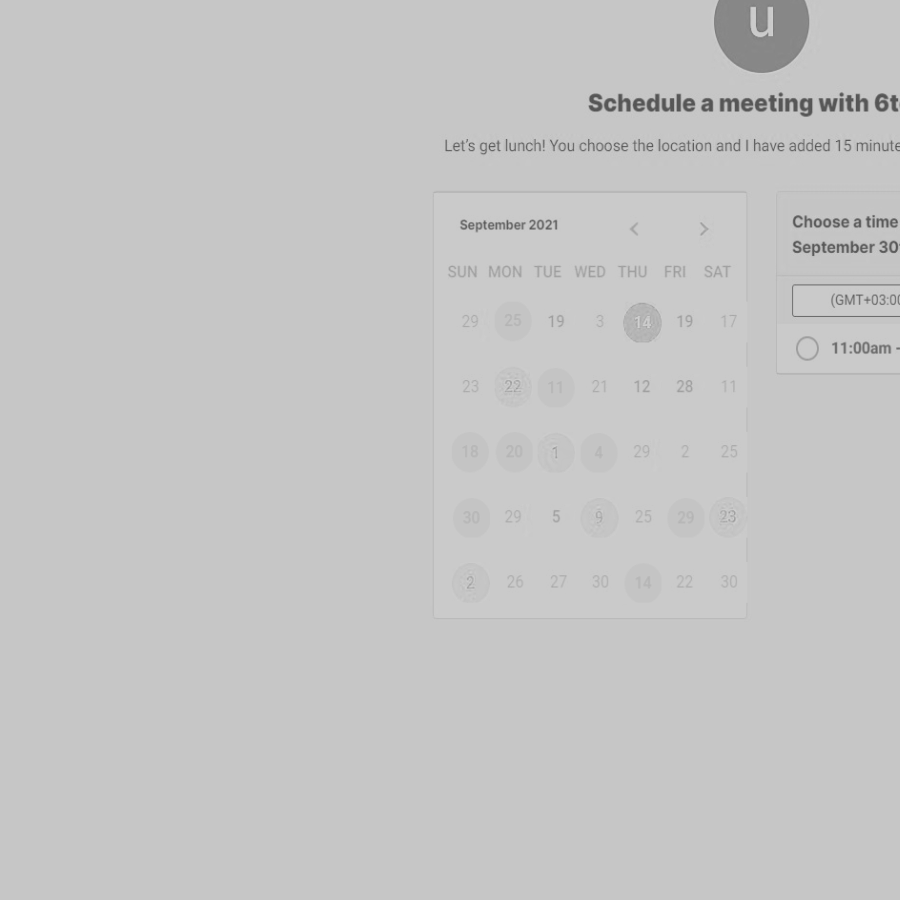 u
Schedule a meeting with 6t
Let's get lunch! You choose the location and I have added 15 minute
September 2021
SUN MON TUE WED THU FRI SAT
29 25 19 3 14 19 17
23 22 11 21 12 28 11
18 20 1 4 29 2 25
30 29 5 9 25 29 23
2 26 27 30 14 22 30
Choose a time
September 30
(GMT+03:00
11:00am -